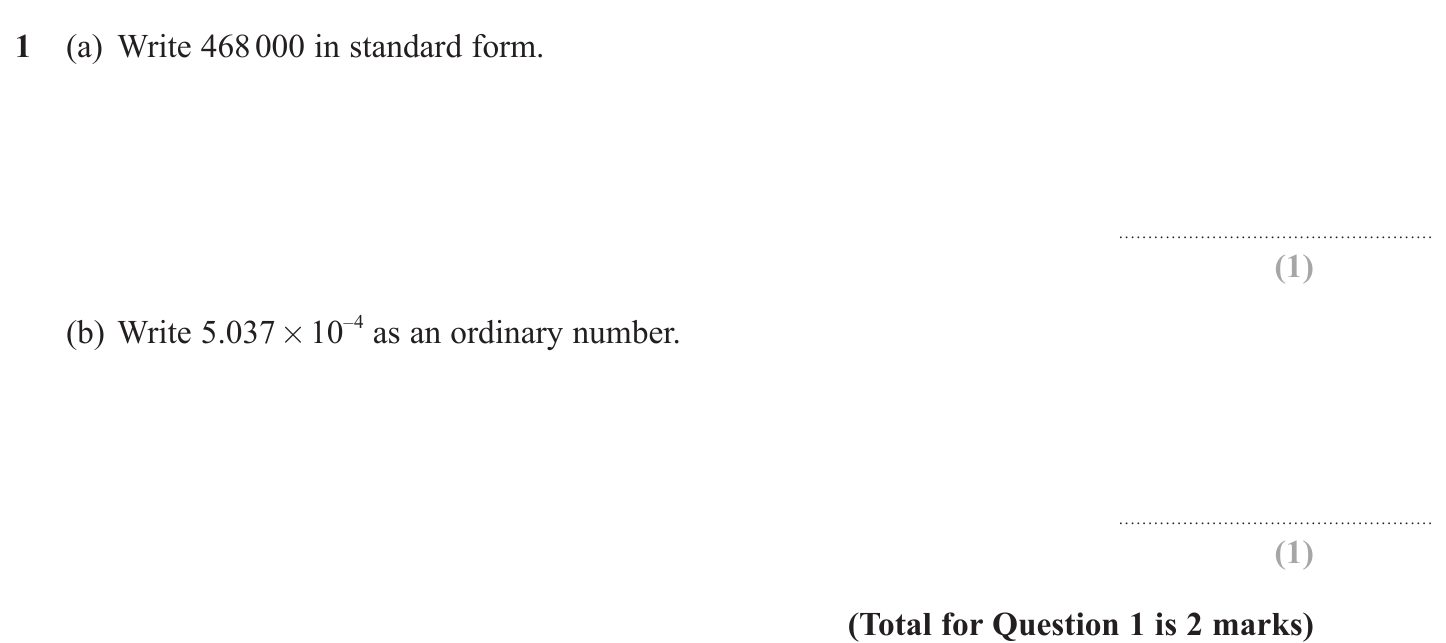 1 (a) Write 468 000 in standard form.
(1)
(b) Write 5.037 × 10⁻⁴ as an ordinary number.
(1)
(Total for Question 1 is 2 marks)